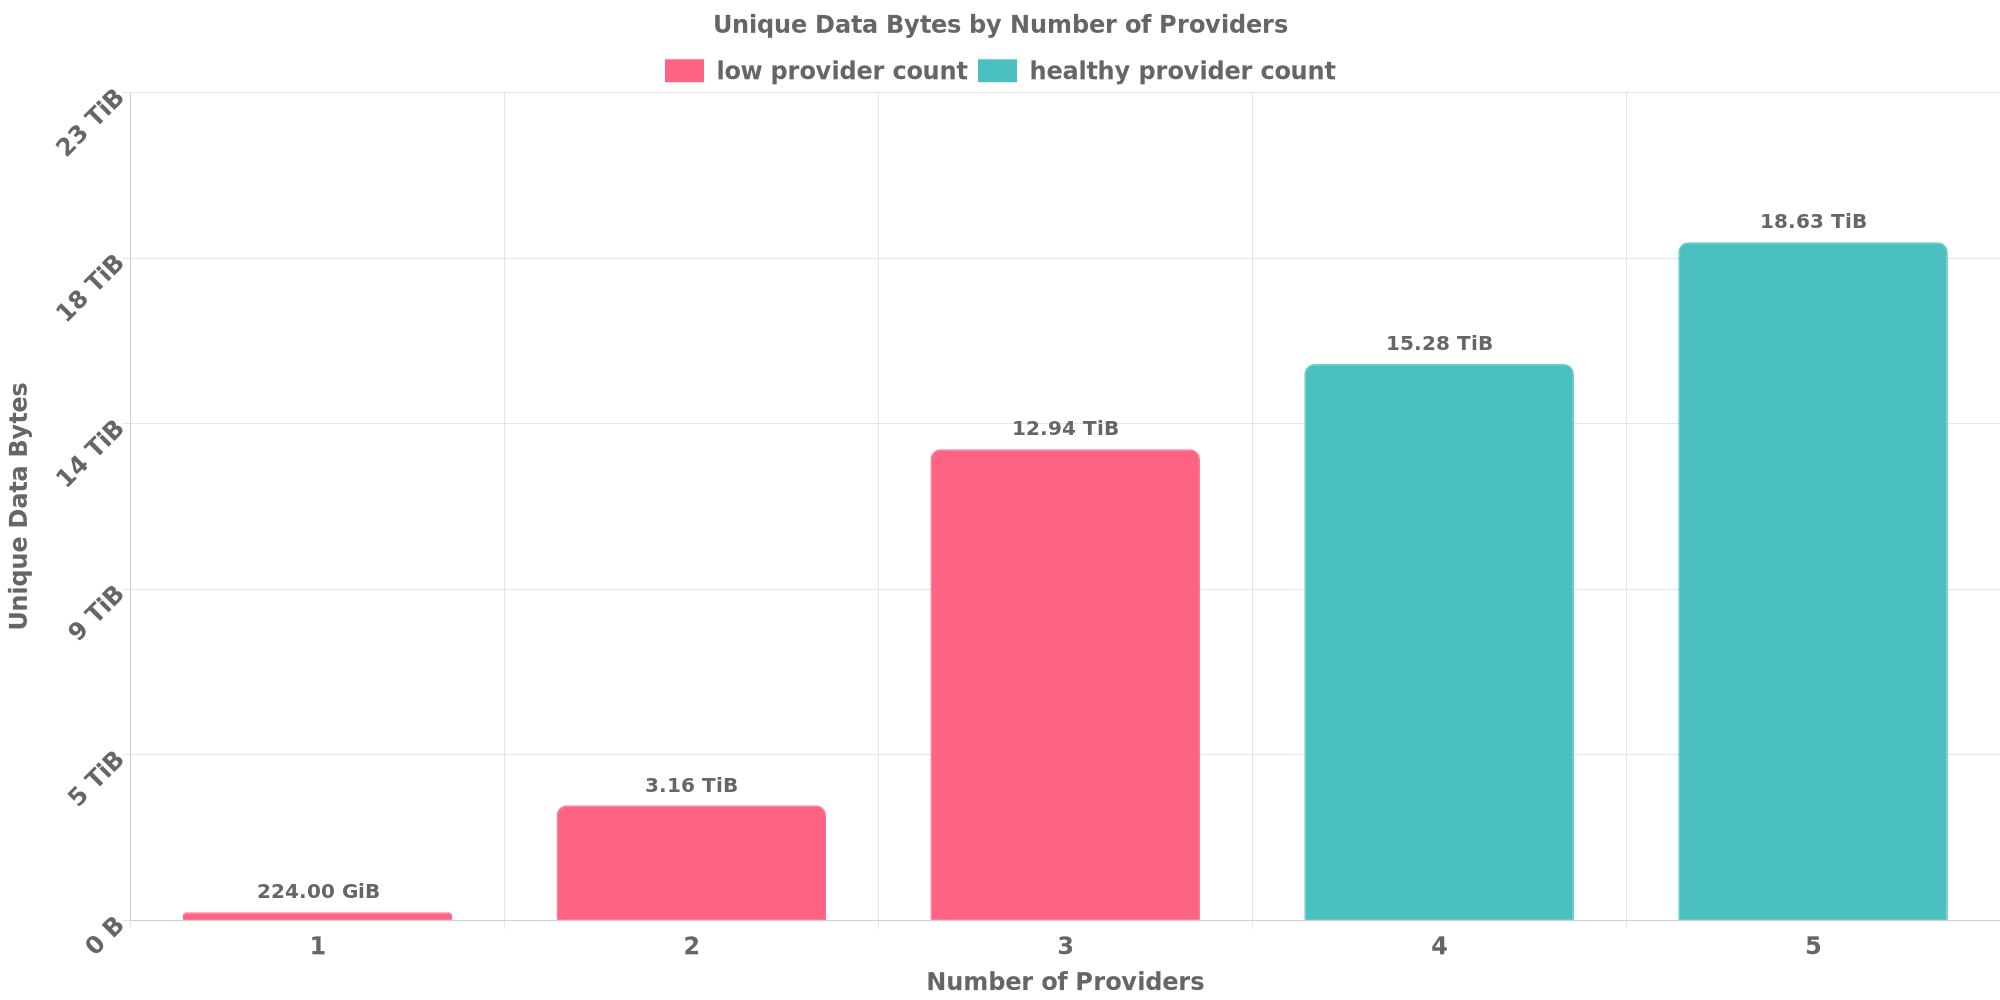 Unique Data Bytes by Number of Providers
low provider count healthy provider count
23 TiB
18 TiB
14 TiB
9 TiB
5 TiB
0 B
Unique Data Bytes
224.00 GiB
3.16 TiB
12.94 TiB
15.28 TiB
18.63 TiB
1 2 3 4 5
Number of Providers